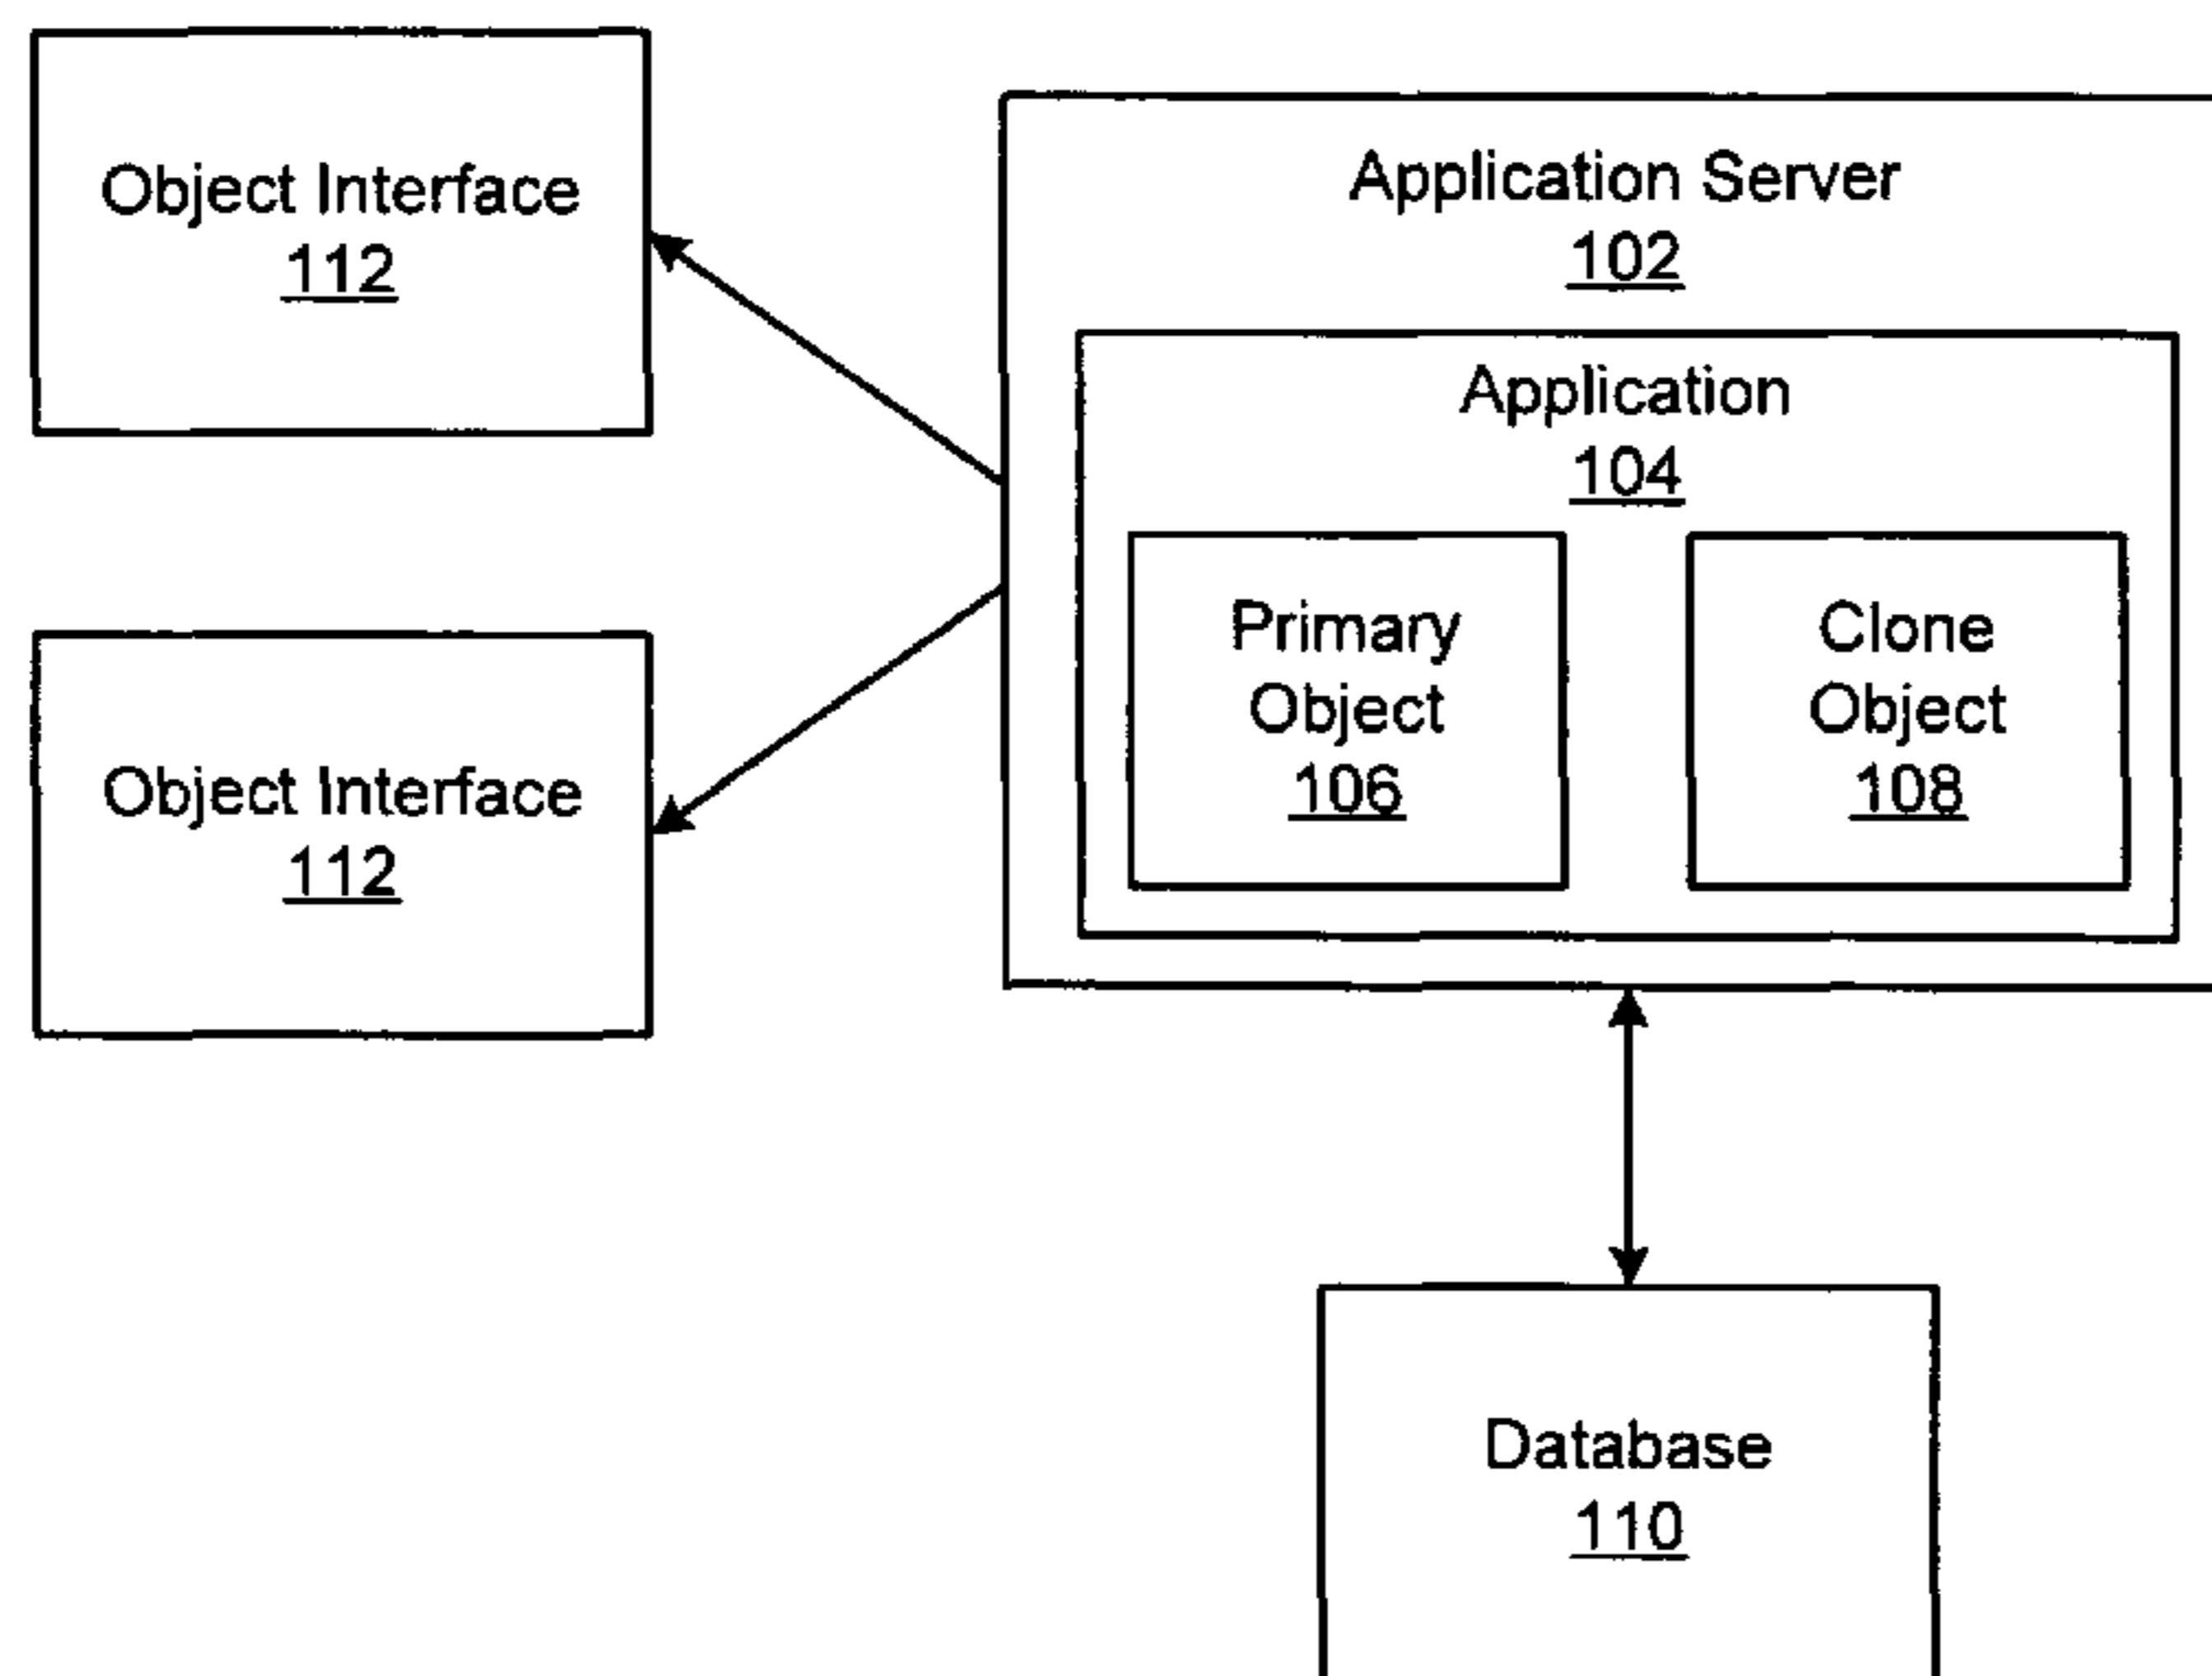 Object Interface
112
Application Server
102
Application
104
Primary
Object
106
Clone
Object
108
Object Interface
112
Database
110